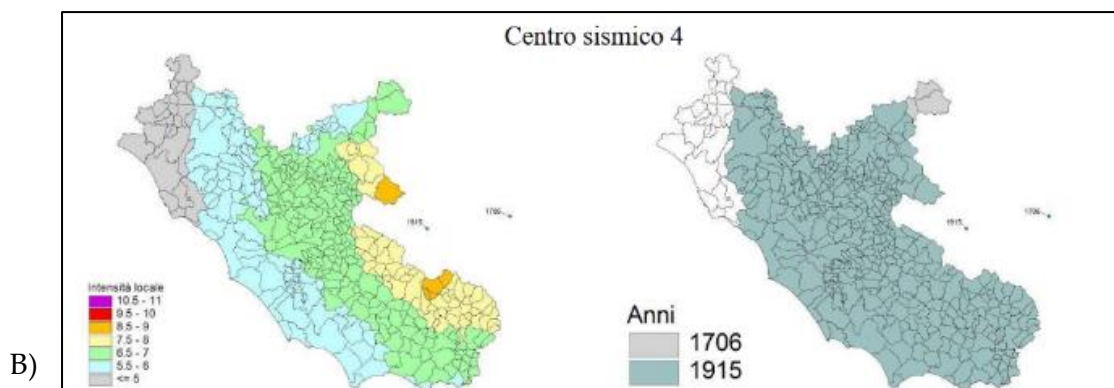 Centro sismico 4
1915
1706
Intensità locale
10.5 - 11
9.5 - 10
8.5 - 9
7.5 - 8
6.5 - 7
5.5 - 6
<= 5
1915
1706
Anni
1706
1915
B)